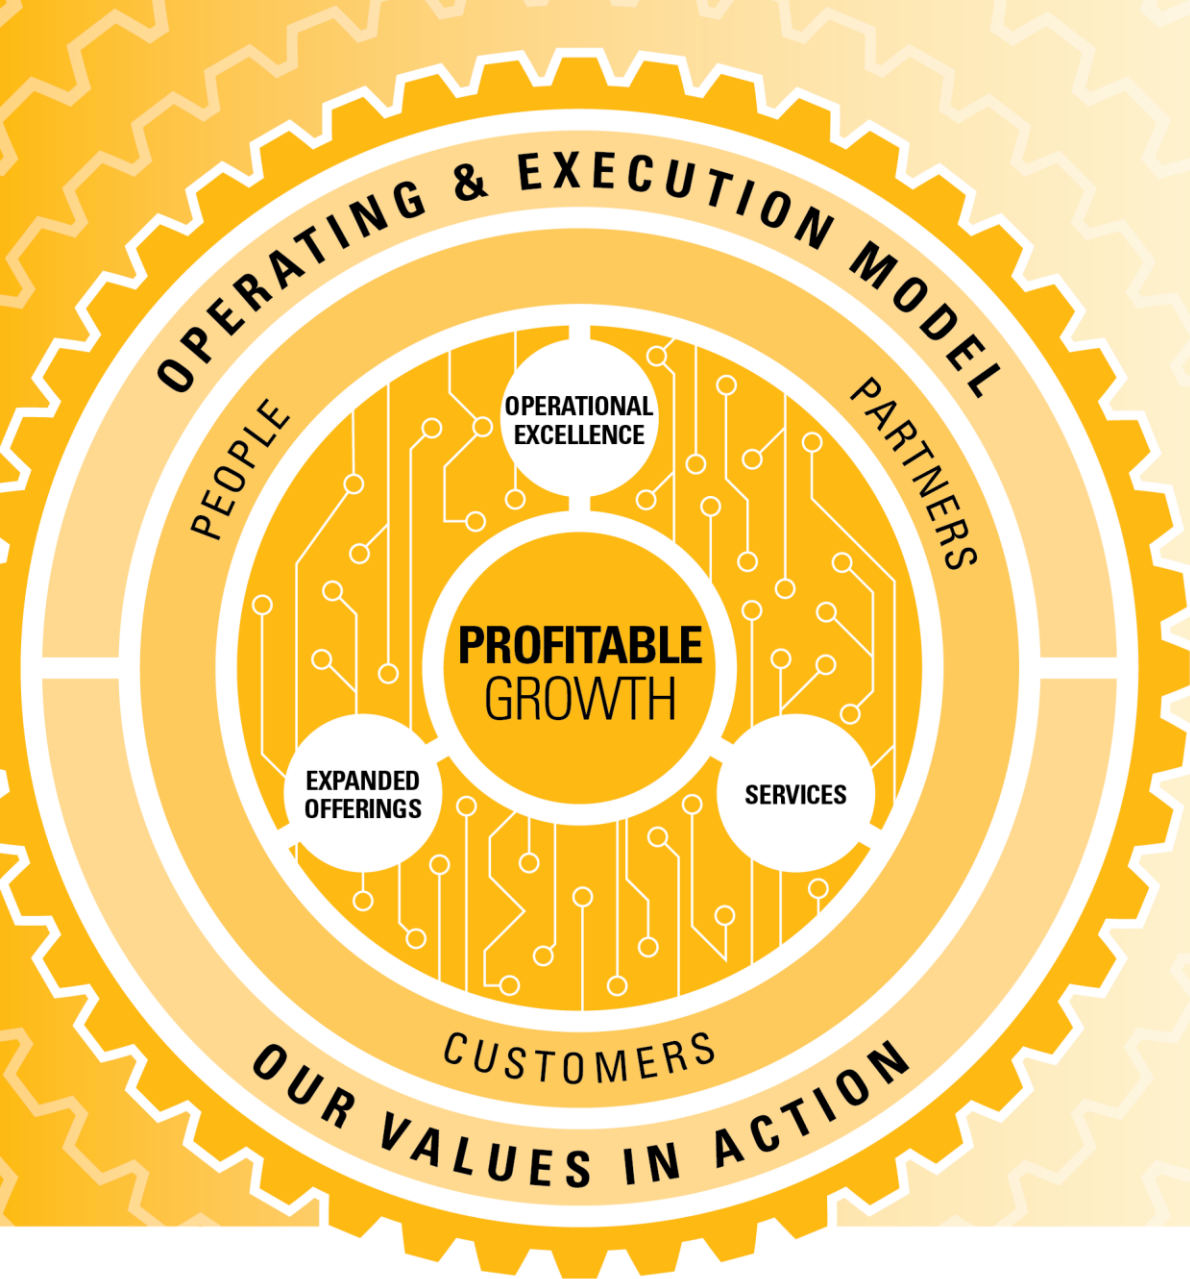 OPERATING & EXECUTION MODEL
PEOPLE
PARTNERS
OPERATIONAL
EXCELLENCE
PROFITABLE
GROWTH
EXPANDED
OFFERINGS
SERVICES
CUSTOMERS
OUR VALUES IN ACTION